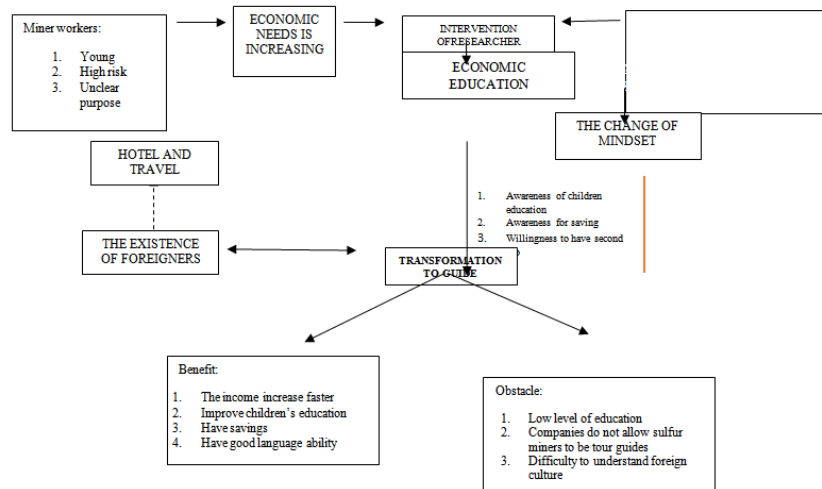 Miner workers:
1. Young
2. High risk
3. Unclear
purpose
ECONOMIC
NEEDS IS
INCREASING
INTERVENTION
OFRESEARCHER
ECONOMIC
EDUCATION
THE CHANGE OF
MINDSET
HOTEL AND
TRAVEL
THE EXISTENCE
OF FOREIGNERS
1. Awareness of children
education
2. Awareness for saving
3. Willingness to have second
TRANSFORMATION
TO GUIDE
Benefit:
1. The income increase faster
2. Improve children's education
3. Have savings
4. Have good language ability
Obstacle:
1. Low level of education
2. Companies do not allow sulfur
miners to be tour guides
3. Difficulty to understand foreign
culture